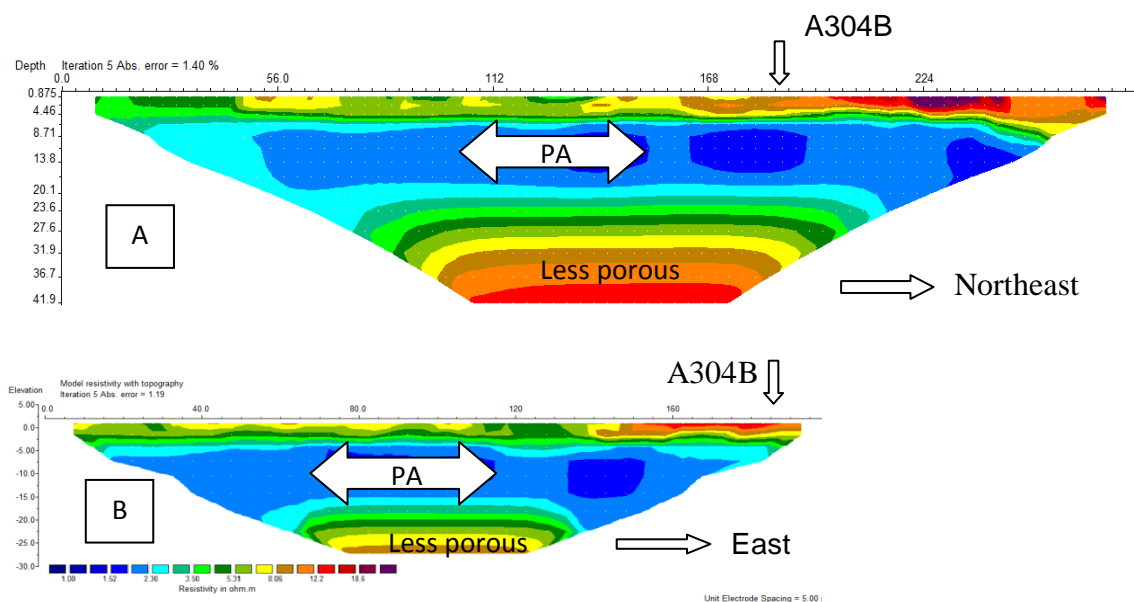 A304B
Depth Iteration 5 Abs. error = 1.40 %
0.0 56.0 112 168 224
0.875
4.46
8.71
13.8
20.1
23.6
27.6
31.9
36.7
41.9
PA
A
Less porous
Northeast
A304B
Elevation
Model resistivity with topography
Iteration 5 Abs. error = 1.19
5.00
0.0 40.0 80.0 120 160
0.0
-5.00
-10.0
-15.0
-20.0
-25.0
-30.0
PA
B
Less porous
East
1.00 1.52 2.30 3.50 5.31 8.06 12.2 18.6
Resistivity in ohm.m
Unit Electrode Spacing = 5.00